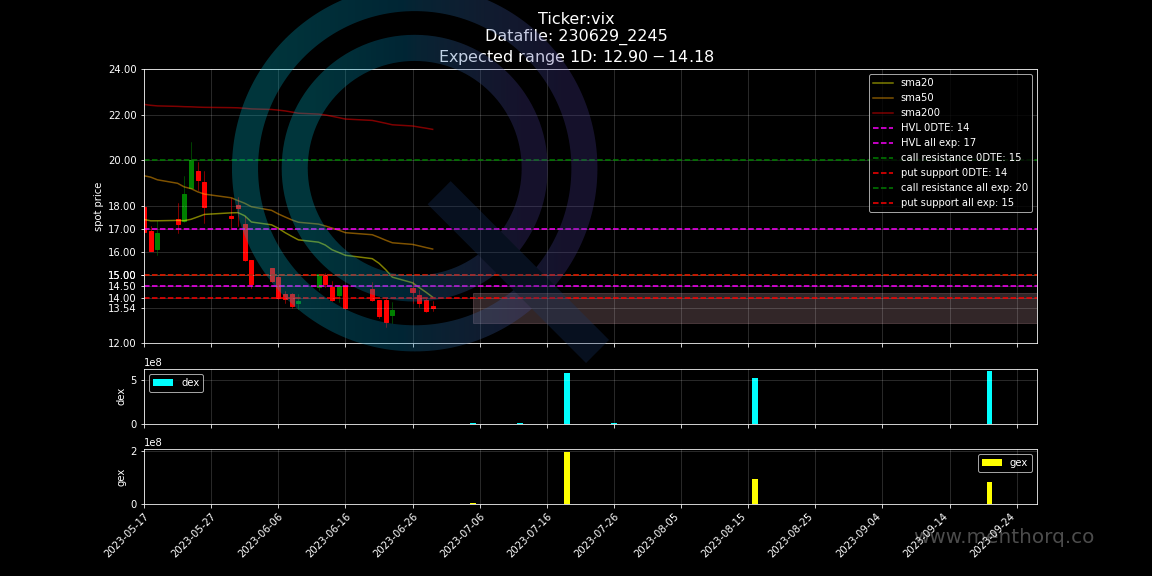 Ticker:vix
Datafile: 230629_2245
Expected range 1D: 12.90 − 14.18
24.00
22.00
20.00
18.00
17.00
16.00
15.00
14.50
14.00
13.54
12.00
spot price
sma20
sma50
sma200
HVL 0DTE: 14
HVL all exp: 17
call resistance 0DTE: 15
put support 0DTE: 14
call resistance all exp: 20
put support all exp: 15
1e8
5
0
dex
dex
1e8
2
0
gex
gex
2023-05-17
2023-05-27
2023-06-06
2023-06-16
2023-06-26
2023-07-06
2023-07-16
2023-07-26
2023-08-05
2023-08-15
2023-08-25
2023-09-04
2023-09-14
2023-09-24
www.menthorq.co